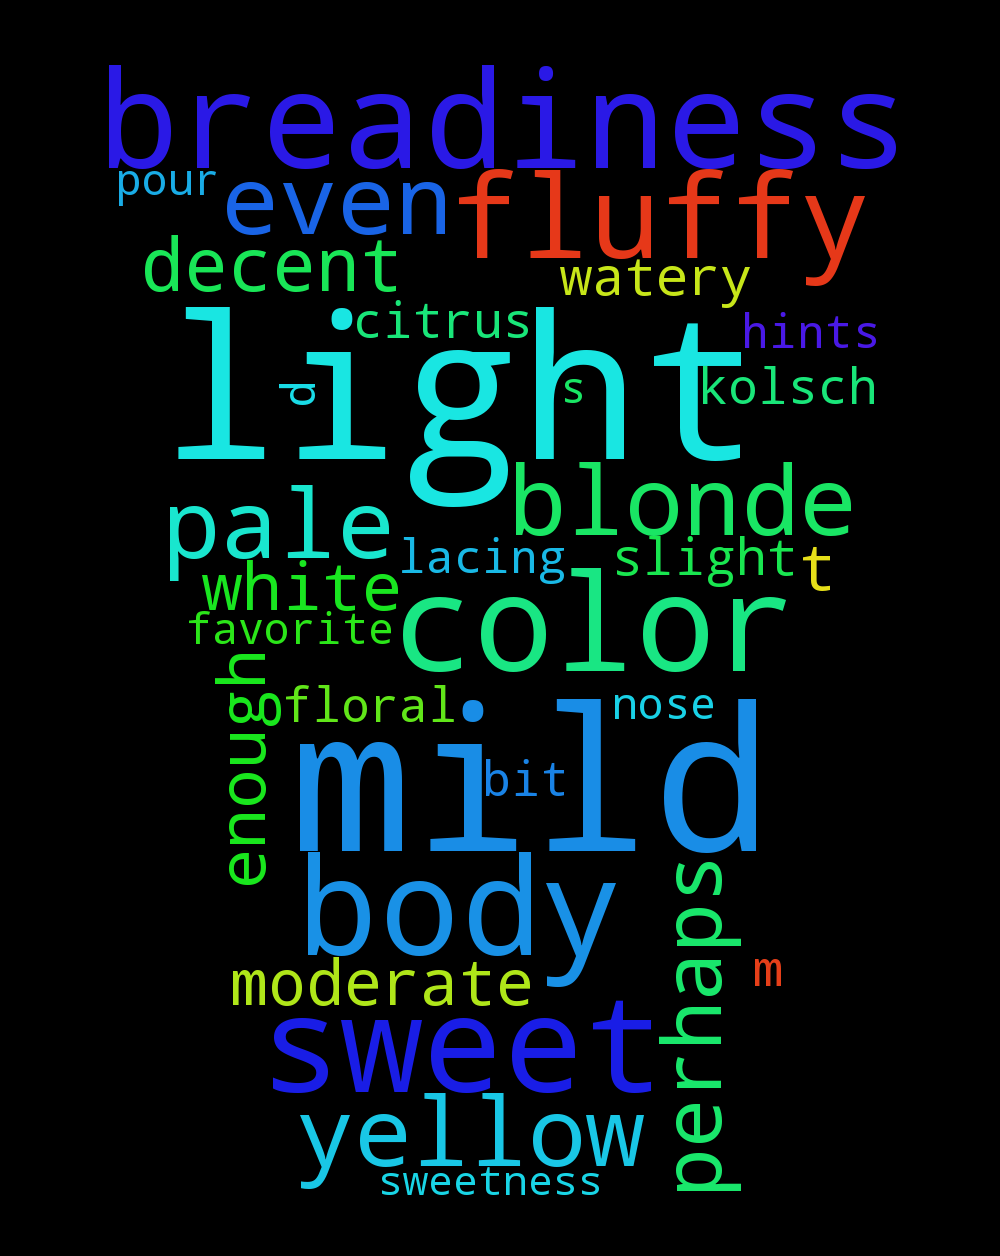 breadiness
pour
even
fluffy
decent
watery
citrus
hints
light
d
s
kolsch
pale
blonde
lacing
slight
t
white
color
favorite
enough
floral
nose
mild
bit
body
perhaps
moderate
m
sweet
yellow
sweetness